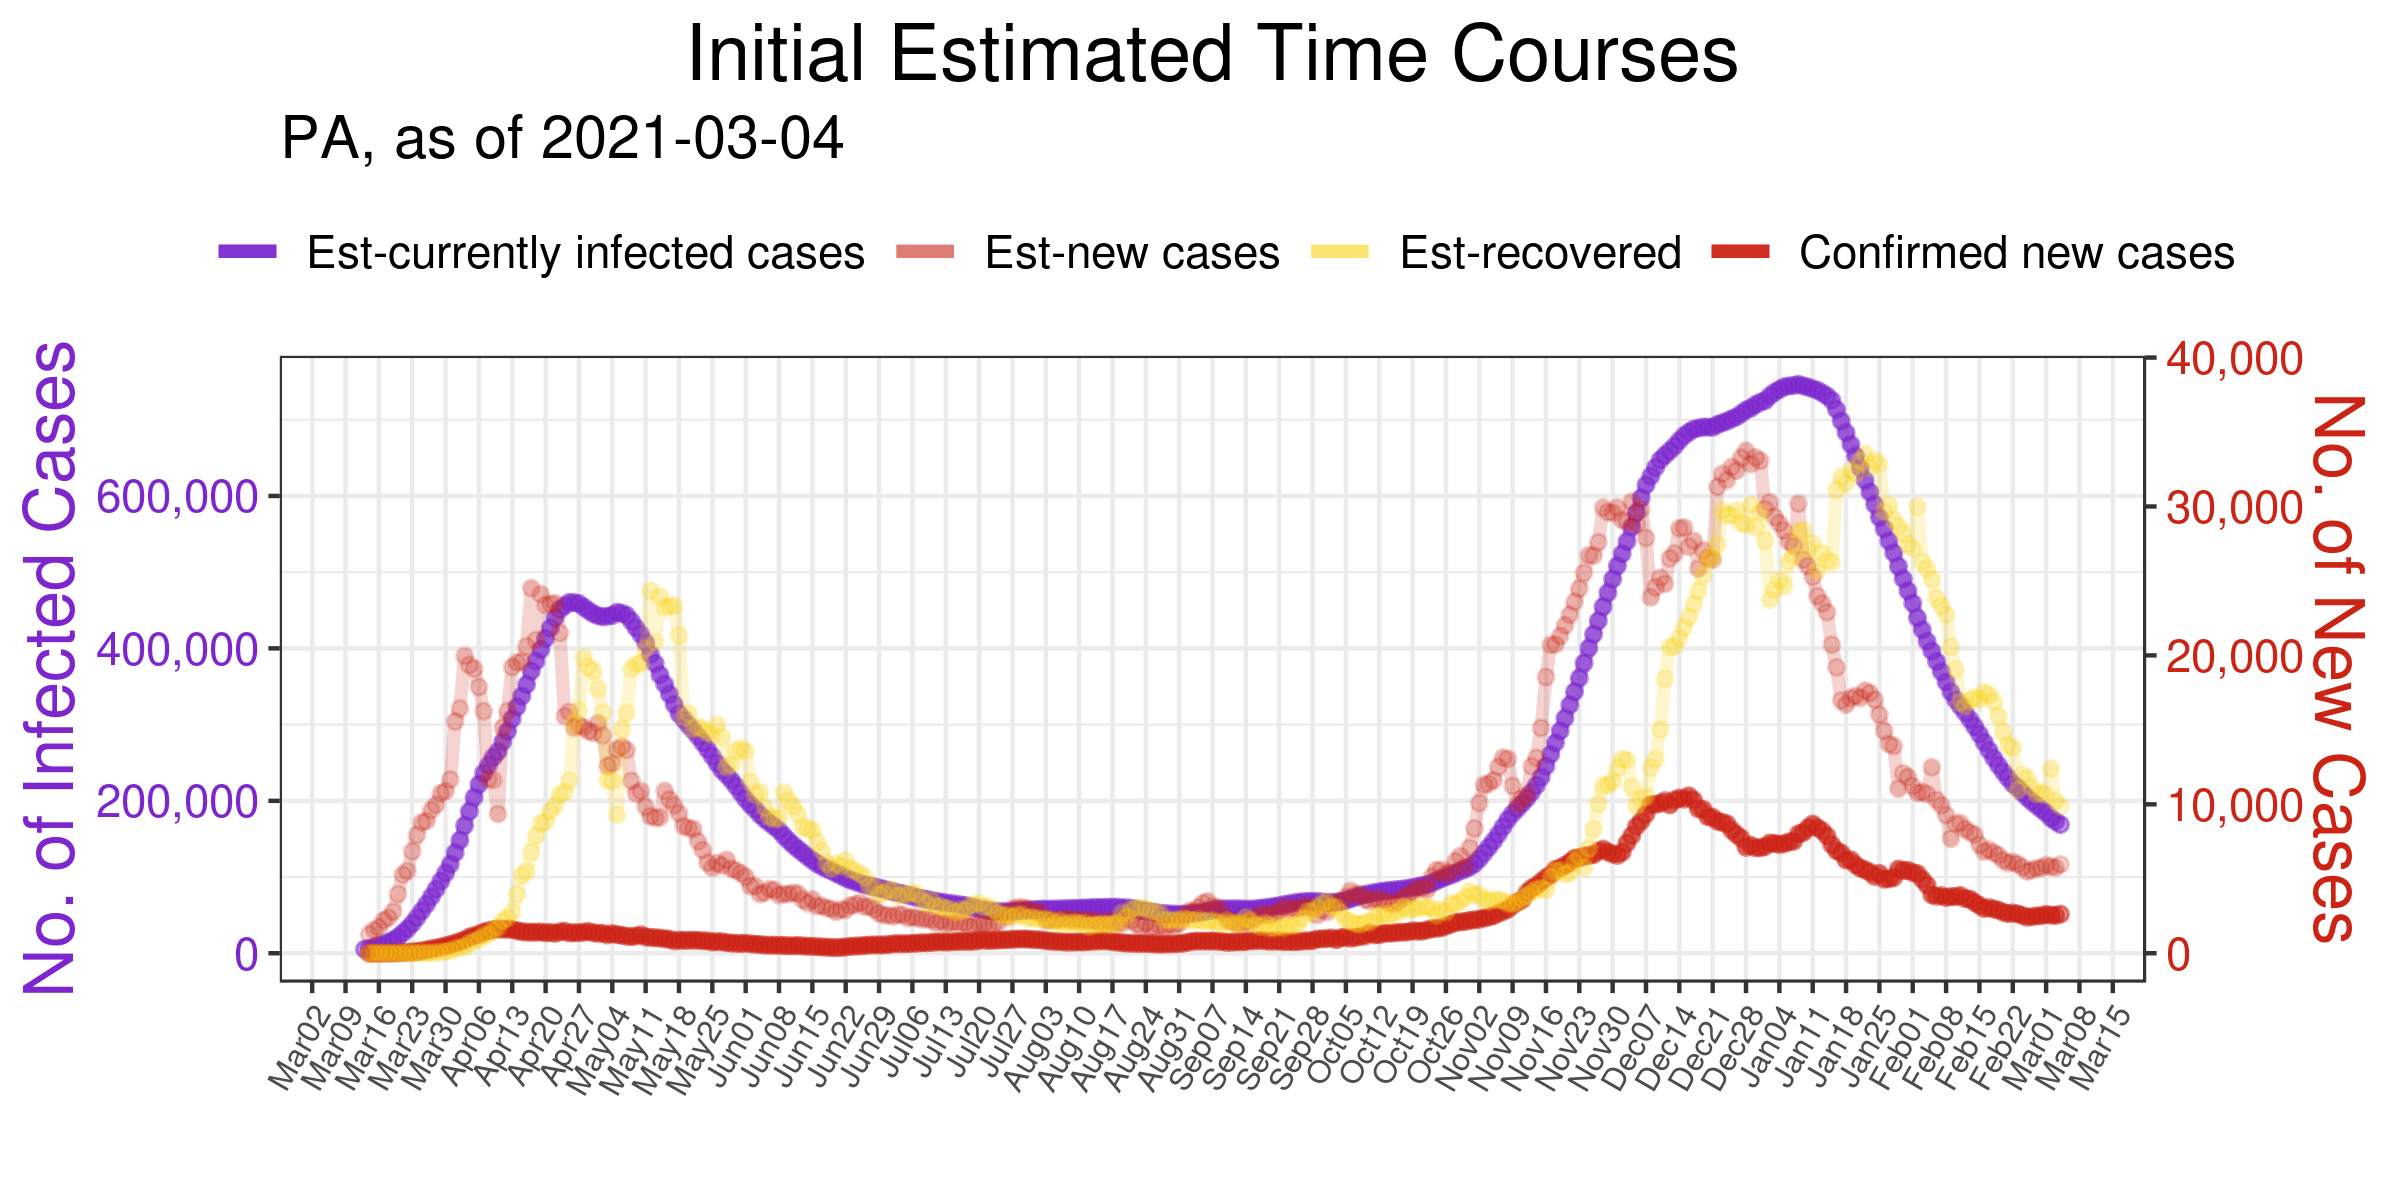 Initial Estimated Time Courses
PA, as of 2021-03-04
Est-currently infected cases
Est-new cases
Est-recovered
Confirmed new cases
No. of Infected Cases
600,000
400,000
200,000
0
40,000
30,000
20,000
10,000
0
No. of New Cases
Mar02
Mar09
Mar16
Mar23
Mar30
Apr06
Apr13
Apr20
Apr27
May04
May11
May18
May25
Jun01
Jun08
Jun15
Jun22
Jun29
Jul06
Jul13
Jul20
Jul27
Aug03
Aug10
Aug17
Aug24
Aug31
Sep07
Sep14
Sep21
Sep28
Oct05
Oct12
Oct19
Oct26
Nov02
Nov09
Nov16
Nov23
Nov30
Dec07
Dec14
Dec21
Dec28
Jan04
Jan11
Jan18
Jan25
Feb01
Feb08
Feb15
Feb22
Mar01
Mar08
Mar15